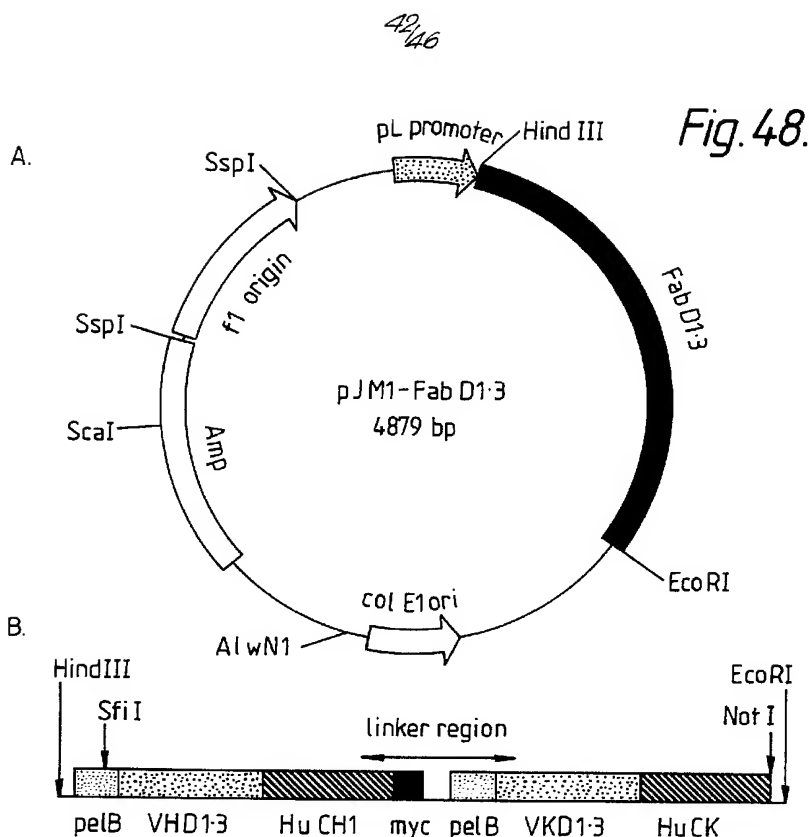 42/46
Fig. 48.
A.
pL promoter
Hind III
SspI
f1 origin
SspI
ScaI
Amp
Fab D1·3
pJM1-Fab D1·3
4879 bp
EcoRI
col E1 ori
AlwN1
B.
HindIII
EcoRI
SfiI
linker region
Not I
pelB VHD1·3 Hu CH1 myc pelB VKD1·3 Hu CK